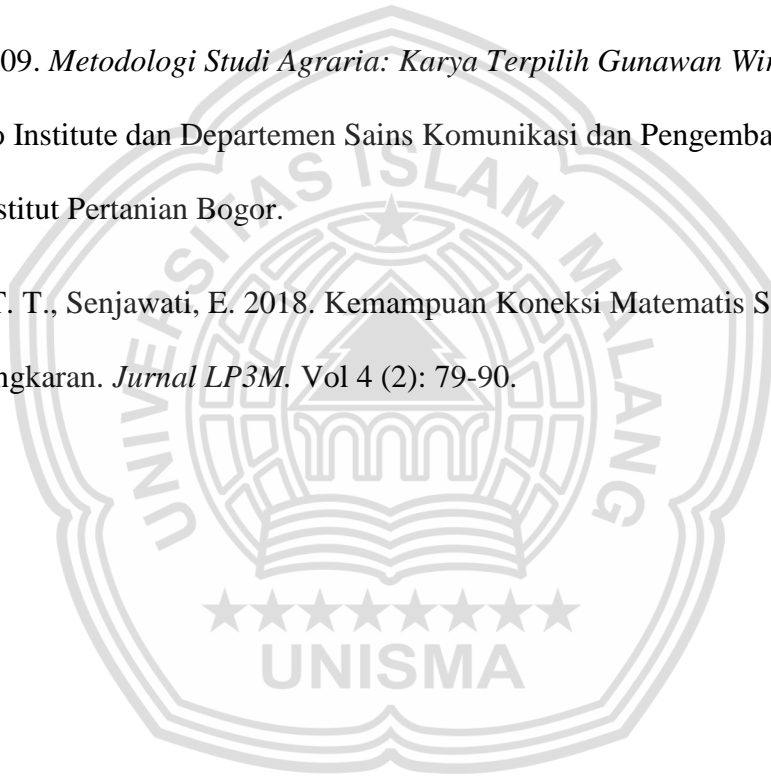 09. Metodologi Studi Agraria: Karya Terpilih Gunawan Wi
Institute dan Departemen Sains Komunikasi dan Pengemba
stitut Pertanian Bogor.
T. T., Senjawati, E. 2018. Kemampuan Koneksi Matematis S
ngkaran. Jurnal LP3M. Vol 4 (2): 79-90.
UNIVERSITAS ISLAM MALANG
UNISMA